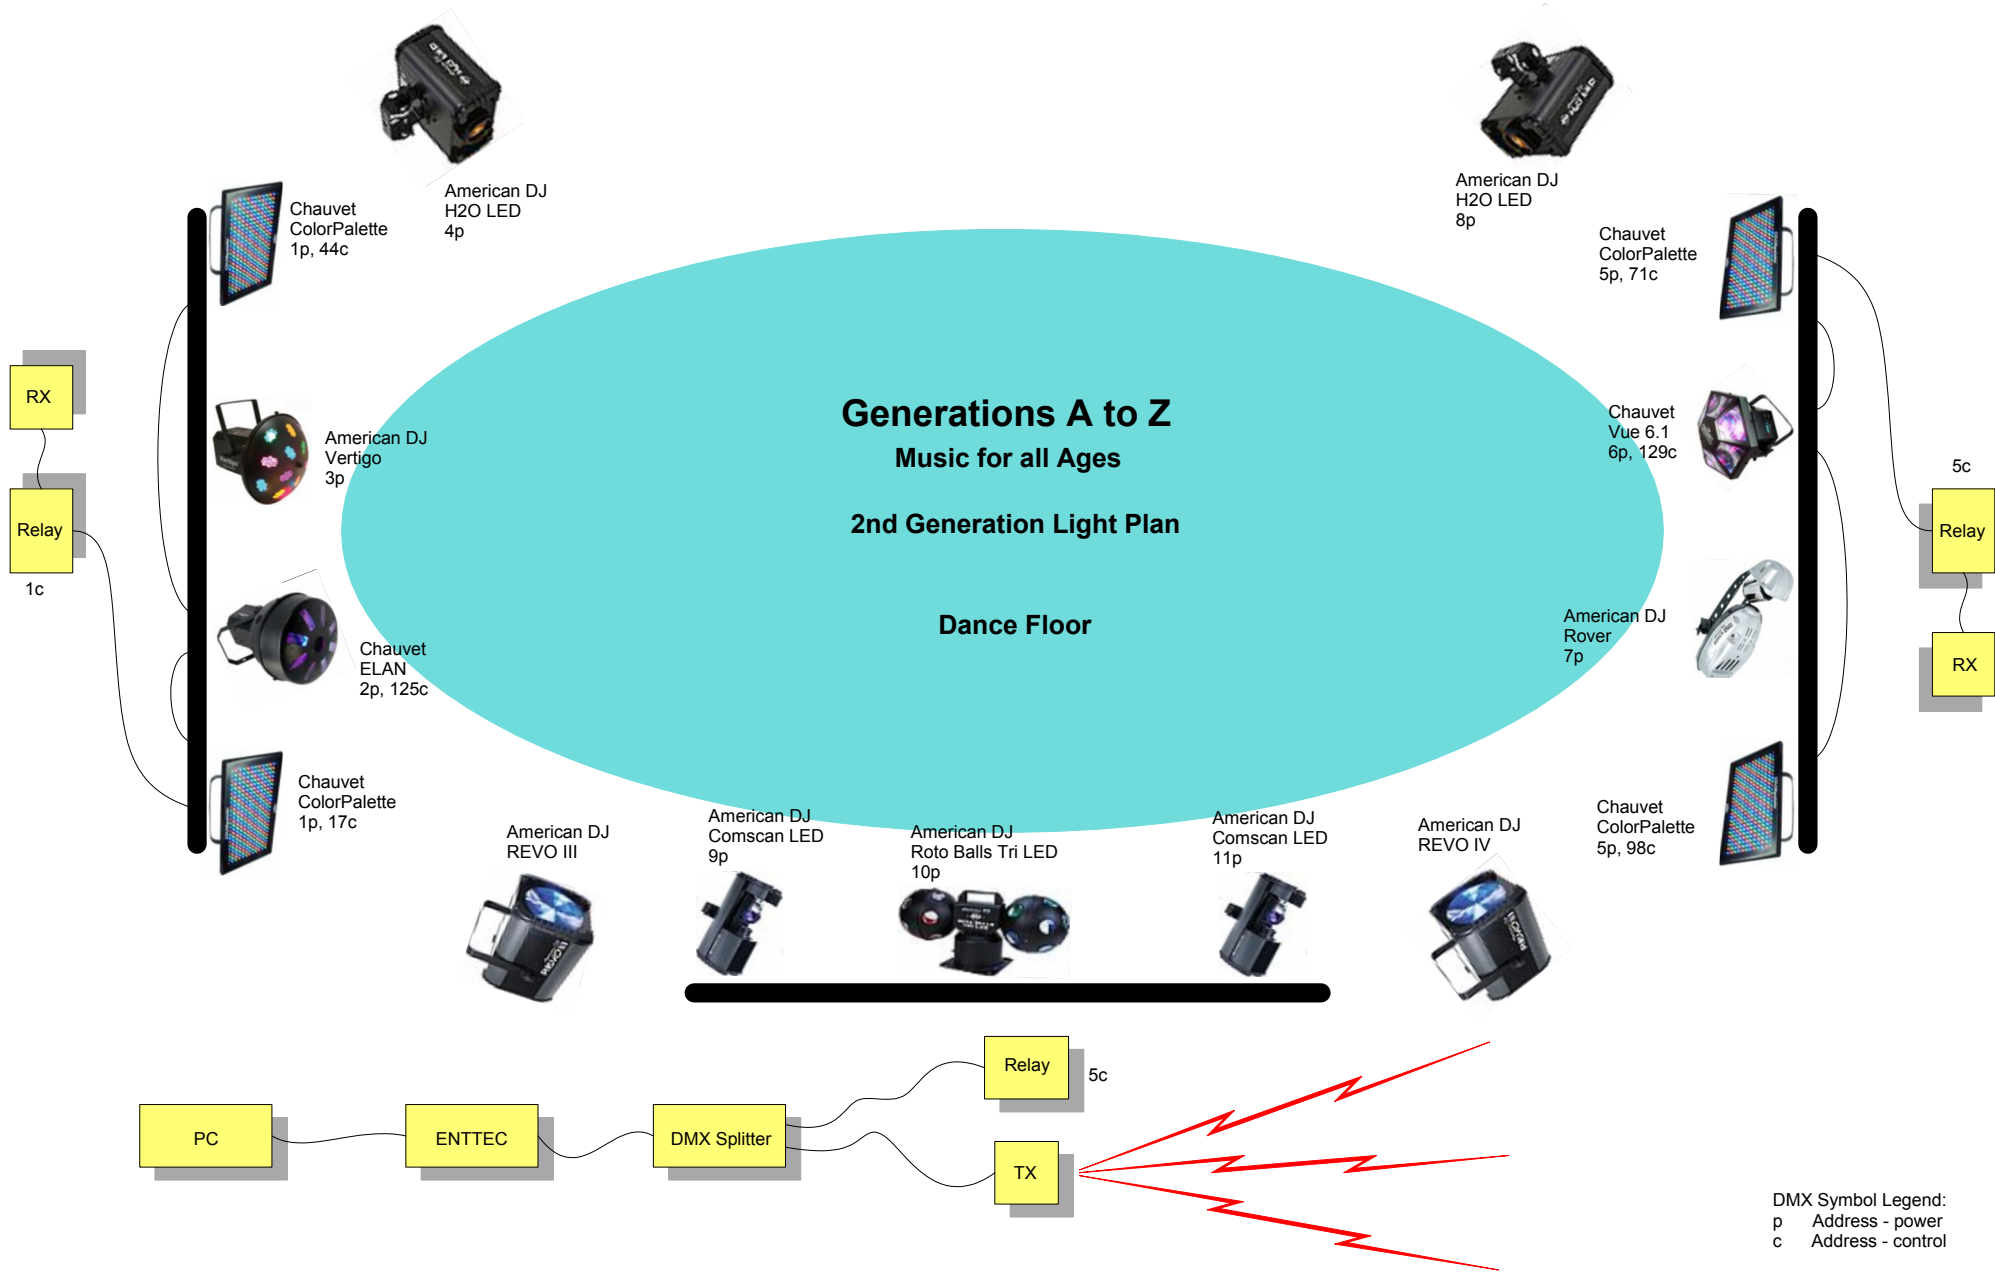 American DJ
H2O LED
4p
American DJ
H2O LED
8p
Chauvet
ColorPalette
1p, 44c
Chauvet
ColorPalette
5p, 71c
RX
American DJ
Vertigo
3p
Generations A to Z
Music for all Ages
2nd Generation Light Plan
Dance Floor
Chauvet
Vue 6.1
6p, 129c
5c
Relay
Relay
1c
Chauvet
ELAN
2p, 125c
American DJ
Rover
7p
RX
Chauvet
ColorPalette
1p, 17c
American DJ
REVO III
American DJ
Comscan LED
9p
American DJ
Roto Balls Tri LED
10p
American DJ
Comscan LED
11p
American DJ
REVO IV
Chauvet
ColorPalette
5p, 98c
Relay
5c
PC
ENTTEC
DMX Splitter
TX
DMX Symbol Legend:
p Address - power
c Address - control